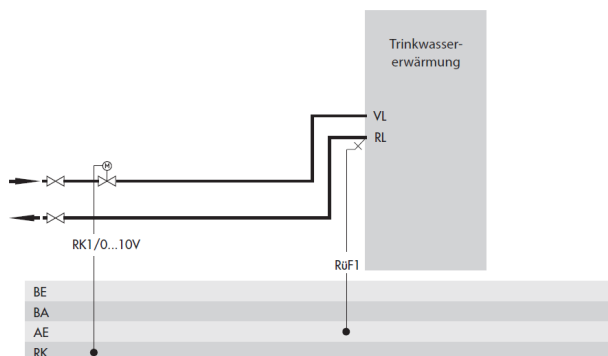 Trinkwasser-
erwärmung
VL
RL
M
RK1/0...10V
RüF1
BE
BA
AE
RK